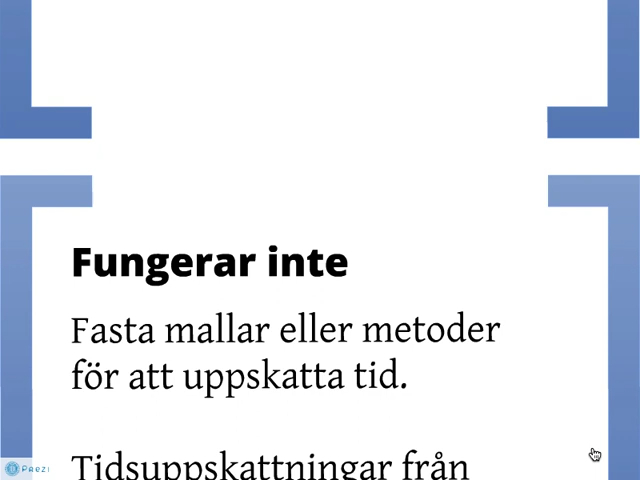 Fungerar inte
Fasta mallar eller metoder
för att uppskatta tid.
Tidsuppskattningar från
Prezi